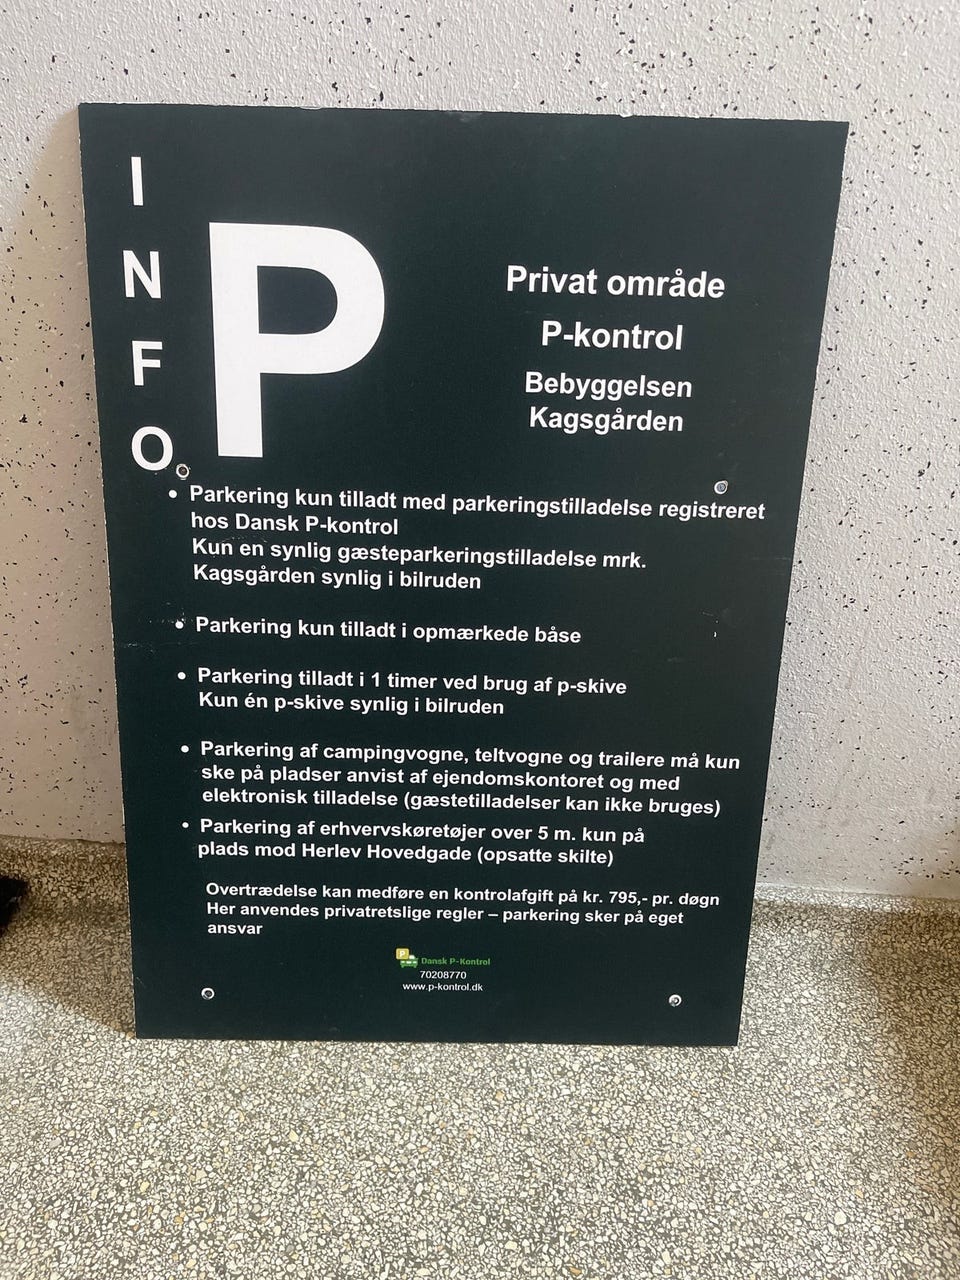 INFO
P
Privat område
P-kontrol
Bebyggelsen
Kagsgården
• Parkering kun tilladt med parkeringstilladelse registreret
hos Dansk P-kontrol
Kun en synlig gæsteparkeringstilladelse mrk.
Kagsgården synlig i bilruden
• Parkering kun tilladt i opmærkede båse
• Parkering tilladt i 1 timer ved brug af p-skive
Kun én p-skive synlig i bilruden
• Parkering af campingvogne, teltvogne og trailere må kun
ske på pladser anvist af ejendomskontoret og med
elektronisk tilladelse (gæstetilladelser kan ikke bruges)
• Parkering af erhvervskøretøjer over 5 m. kun på
plads mod Herlev Hovedgade (opsatte skilte)
Overtrædelse kan medføre en kontrolafgift på kr. 795,- pr. døgn
Her anvendes privatretslige regler – parkering sker på eget
ansvar
P Dansk P-Kontrol
70208770
www.p-kontrol.dk